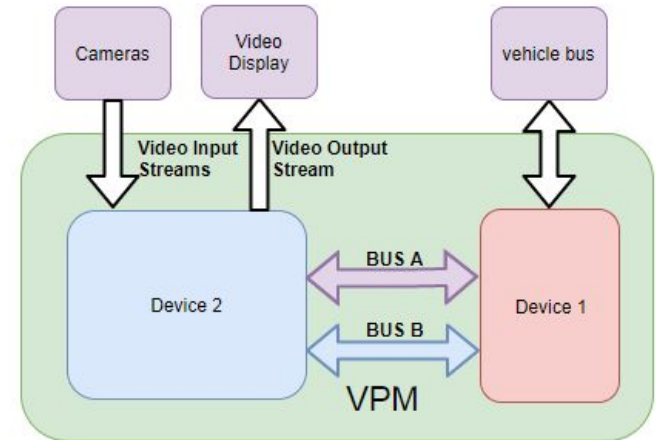 Cameras
Video
Display
vehicle bus
Video Input
Streams
Video Output
Stream
BUS A
Device 2
Device 1
BUS B
VPM